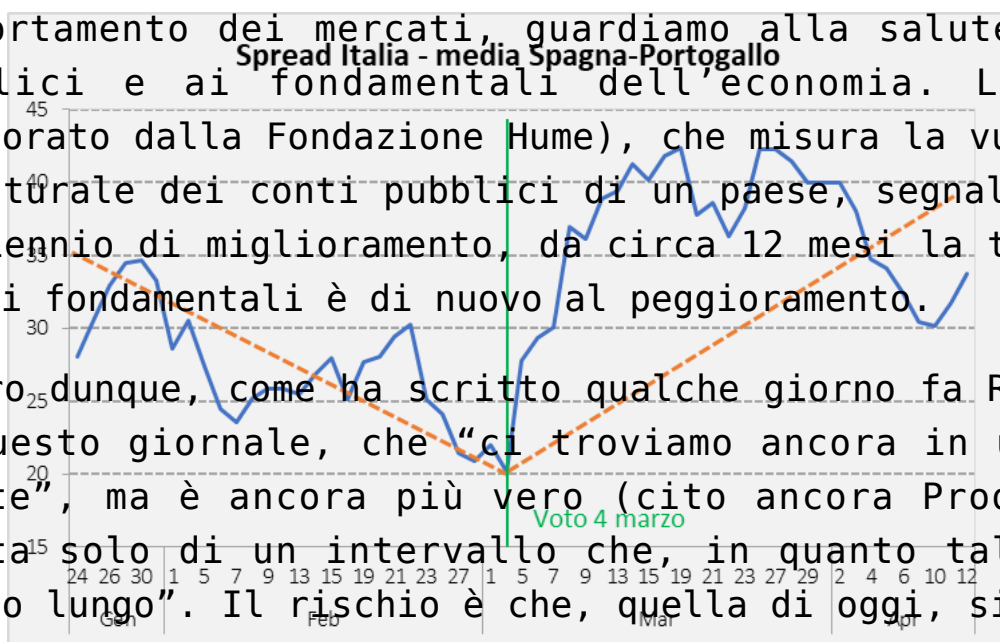 ortamento dei mercati, guardiamo alla salute
Spread Italia - media Spagna-Portogallo
lici e ai fondamentali dell’economia. L
45
orato dalla Fondazione Hume), che misura la vu
40
turale dei conti pubblici di un paese, segnal
35
ennio di miglioramento, da circa 12 mesi la t
i fondamentali è di nuovo al peggioramento.
30
ro dunque, come ha scritto qualche giorno fa R
25
uesto giornale, che “ci troviamo ancora in u
20
te”, ma è ancora più vero (cito ancora Prod
Voto 4 marzo
15
ta solo di un intervallo che, in quanto tal
24 26 30 1 5 7 9 13 15 19 21 23 27 1 5 7 9 13 15 19 21 23 27 29 2 4 6 10 12
o lungo”. Il rischio è che, quella di oggi, si
Gen Feb Mar Apr